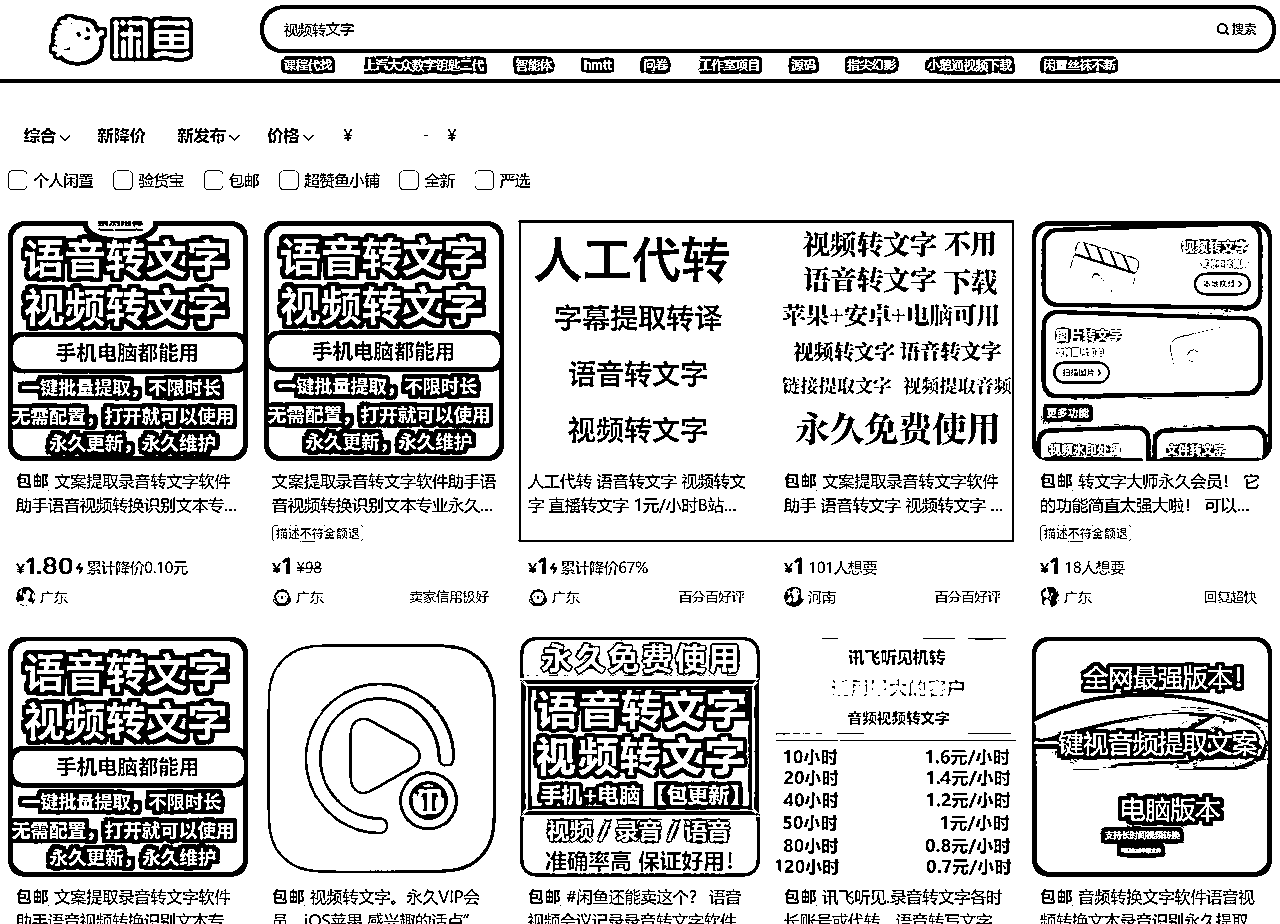 闲鱼
视频转文字
搜索
课程代找 上汽大众数字钥匙二代 智能体 hmtt 问卷 工作室项目 源码 指尖幻影 小鹅通视频下载 闲置丝袜不新
综合 新降价 新发布 价格 ¥ - ¥
个人闲置 验货宝 包邮 超赞鱼小铺 全新 严选
语音转文字
视频转文字
手机电脑都能用
一键批量提取，不限时长
无需配置，打开就可以使用
永久更新，永久维护
包邮 文案提取录音转文字软件
助手语音视频转换识别文本专...
¥1.80 累计降价0.10元
广东
语音转文字
视频转文字
手机电脑都能用
一键批量提取，不限时长
无需配置，打开就可以使用
永久更新，永久维护
文案提取录音转文字软件助手语
音视频转换识别文本专业永久...
描述不符全额退
¥1 ¥98
广东 卖家信用极好
人工代转
字幕提取转译
语音转文字
视频转文字
人工代转 语音转文字 视频转文
字 直播转文字 1元/小时B站...
¥1 累计降价67%
广东 百分百好评
视频转文字 不用
语音转文字 下载
苹果+安卓+电脑可用
视频转文字 语音转文字
链接提取文字 视频提取音频
永久免费使用
包邮 文案提取录音转文字软件
助手 语音转文字 视频转文字 ...
¥1 101人想要
河南 百分百好评
视频转文字
图片转文字
扫描图片 >
更多功能
视频水印处理 文件转文字
包邮 转文字大师永久会员！ 它
的功能简直太强大啦！ 可以...
描述不符全额退
¥1 18人想要
广东 回复超快
语音转文字
视频转文字
手机电脑都能用
一键批量提取，不限时长
无需配置，打开就可以使用
永久更新，永久维护
包邮 文案提取录音转文字软件
助手语音视频转换识别文本专
包邮 视频转文字。永久VIP会
员 iOS苹果 感兴趣的话点“
永久免费使用
语音转文字
视频转文字
手机+电脑【包更新】
视频/录音/语音
准确率高 保证好用！
包邮 #闲鱼还能卖这个？ 语音
视频会议记录录音转文字软件
讯飞听见机转
音频视频转文字
10小时 1.6元/小时
20小时 1.4元/小时
40小时 1.2元/小时
50小时 1元/小时
80小时 0.8元/小时
120小时 0.7元/小时
包邮 讯飞听见.录音转文字各时
长账号或代转 语音转写文字
全网最强版本！
一键视音频提取文案
电脑版本
支持长时间视频转换
包邮 音频转换文字软件语音视
频转换文本录音识别永久提取